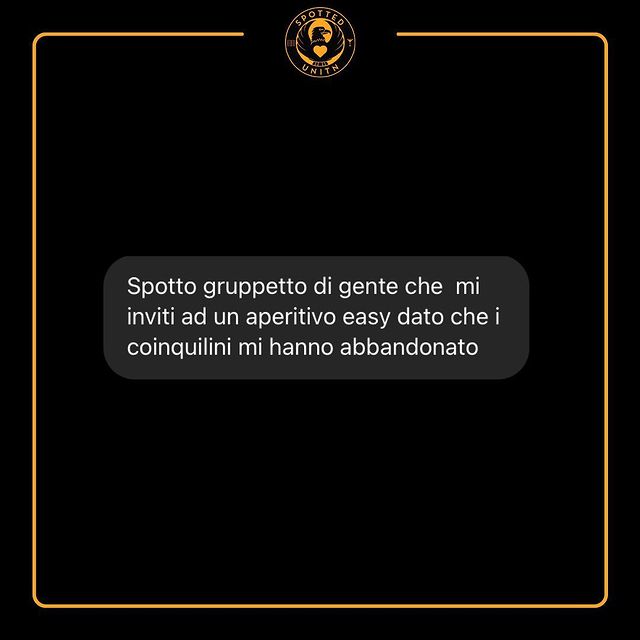 SPOTTED
UNITN
Spotto gruppetto di gente che  mi
inviti ad un aperitivo easy dato che i
coinquilini mi hanno abbandonato